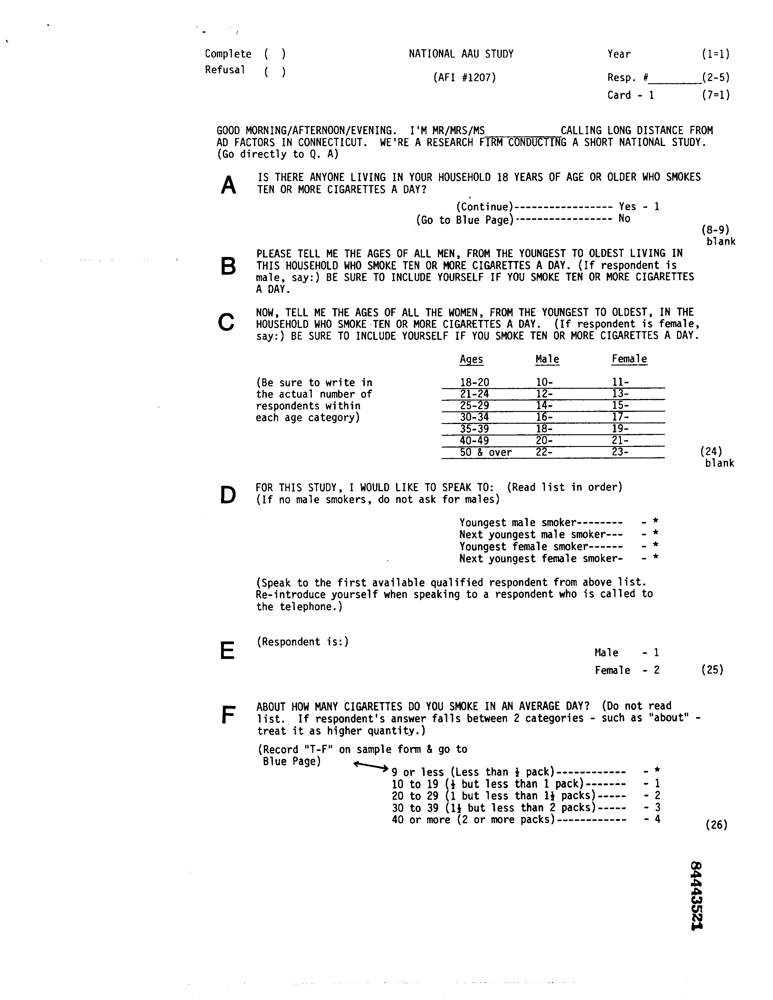 Complete ( ) NATIONAL AAU STUDY Year (1=1)
Refusal ( ) (AFI #1207) Resp. #________(2-5)
Card - 1 (7=1)
GOOD MORNING/AFTERNOON/EVENING. I'M MR/MRS/MS___________CALLING LONG DISTANCE FROM
AD FACTORS IN CONNECTICUT. WE'RE A RESEARCH FIRM CONDUCTING A SHORT NATIONAL STUDY.
(Go directly to Q. A)
A IS THERE ANYONE LIVING IN YOUR HOUSEHOLD 18 YEARS OF AGE OR OLDER WHO SMOKES
TEN OR MORE CIGARETTES A DAY?
(Continue)----------------- Yes - 1
(Go to Blue Page)----------------- No
(8-9)
blank
B PLEASE TELL ME THE AGES OF ALL MEN, FROM THE YOUNGEST TO OLDEST LIVING IN
THIS HOUSEHOLD WHO SMOKE TEN OR MORE CIGARETTES A DAY. (If respondent is
male, say:) BE SURE TO INCLUDE YOURSELF IF YOU SMOKE TEN OR MORE CIGARETTES
A DAY.
C NOW, TELL ME THE AGES OF ALL THE WOMEN, FROM THE YOUNGEST TO OLDEST, IN THE
HOUSEHOLD WHO SMOKE TEN OR MORE CIGARETTES A DAY. (If respondent is female,
say:) BE SURE TO INCLUDE YOURSELF IF YOU SMOKE TEN OR MORE CIGARETTES A DAY.
Ages Male Female
(Be sure to write in 18-20 10- 11-
the actual number of 21-24 12- 13-
respondents within 25-29 14- 15-
each age category) 30-34 16- 17-
35-39 18- 19-
40-49 20- 21-
50 & over 22- 23- (24)
blank
D FOR THIS STUDY, I WOULD LIKE TO SPEAK TO: (Read list in order)
(If no male smokers, do not ask for males)
Youngest male smoker-------- - *
Next youngest male smoker--- - *
Youngest female smoker------ - *
Next youngest female smoker- - *
(Speak to the first available qualified respondent from above list.
Re-introduce yourself when speaking to a respondent who is called to
the telephone.)
E (Respondent is:)
Male - 1
Female - 2 (25)
F ABOUT HOW MANY CIGARETTES DO YOU SMOKE IN AN AVERAGE DAY? (Do not read
list. If respondent's answer falls between 2 categories - such as "about" -
treat it as higher quantity.)
(Record "T-F" on sample form & go to
Blue Page)
9 or less (Less than ½ pack)------------ - *
10 to 19 (½ but less than 1 pack)------- - 1
20 to 29 (1 but less than 1½ packs)----- - 2
30 to 39 (1½ but less than 2 packs)----- - 3
40 or more (2 or more packs)------------ - 4 (26)
84443521